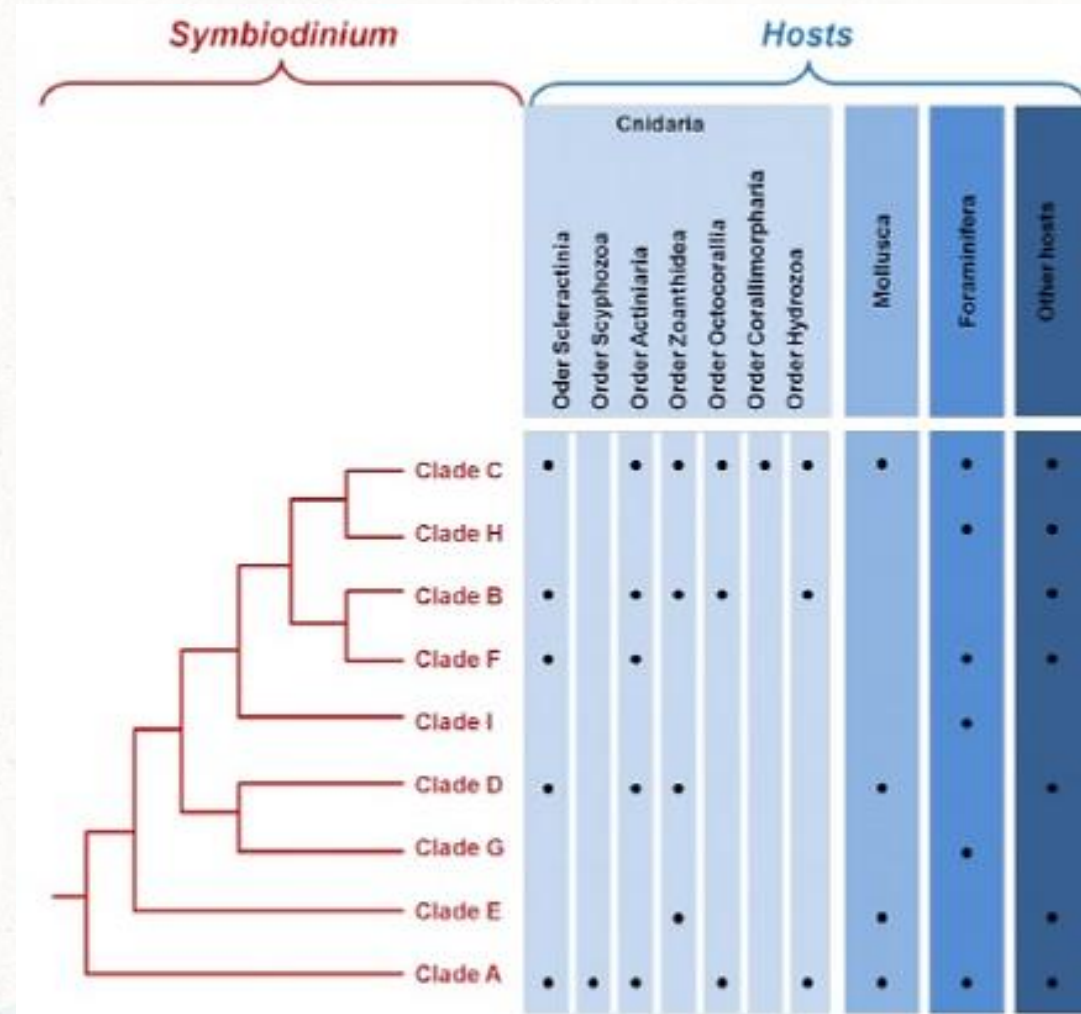 Symbiodinium
Hosts
Cnidaria
Oder Scleractinia
Order Scyphozoa
Order Actiniaria
Order Zoanthidea
Order Octocorallia
Order Corallimorpharia
Order Hydrozoa
Mollusca
Foraminifera
Other hosts
Clade C
Clade H
Clade B
Clade F
Clade I
Clade D
Clade G
Clade E
Clade A